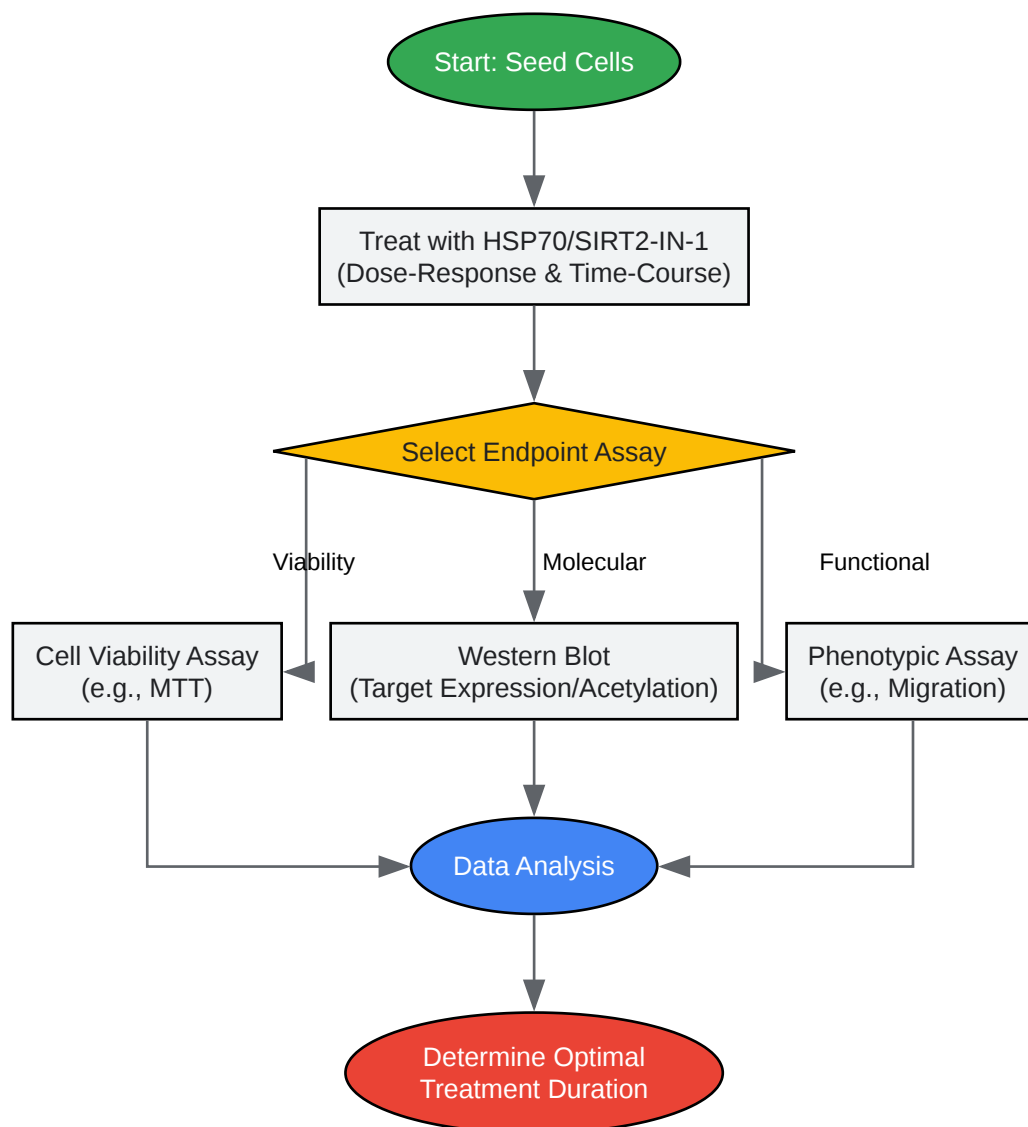 Start: Seed Cells
Treat with HSP70/SIRT2-IN-1
(Dose-Response & Time-Course)
Select Endpoint Assay
Viability
Molecular
Functional
Cell Viability Assay
(e.g., MTT)
Western Blot
(Target Expression/Acetylation)
Phenotypic Assay
(e.g., Migration)
Data Analysis
Determine Optimal
Treatment Duration